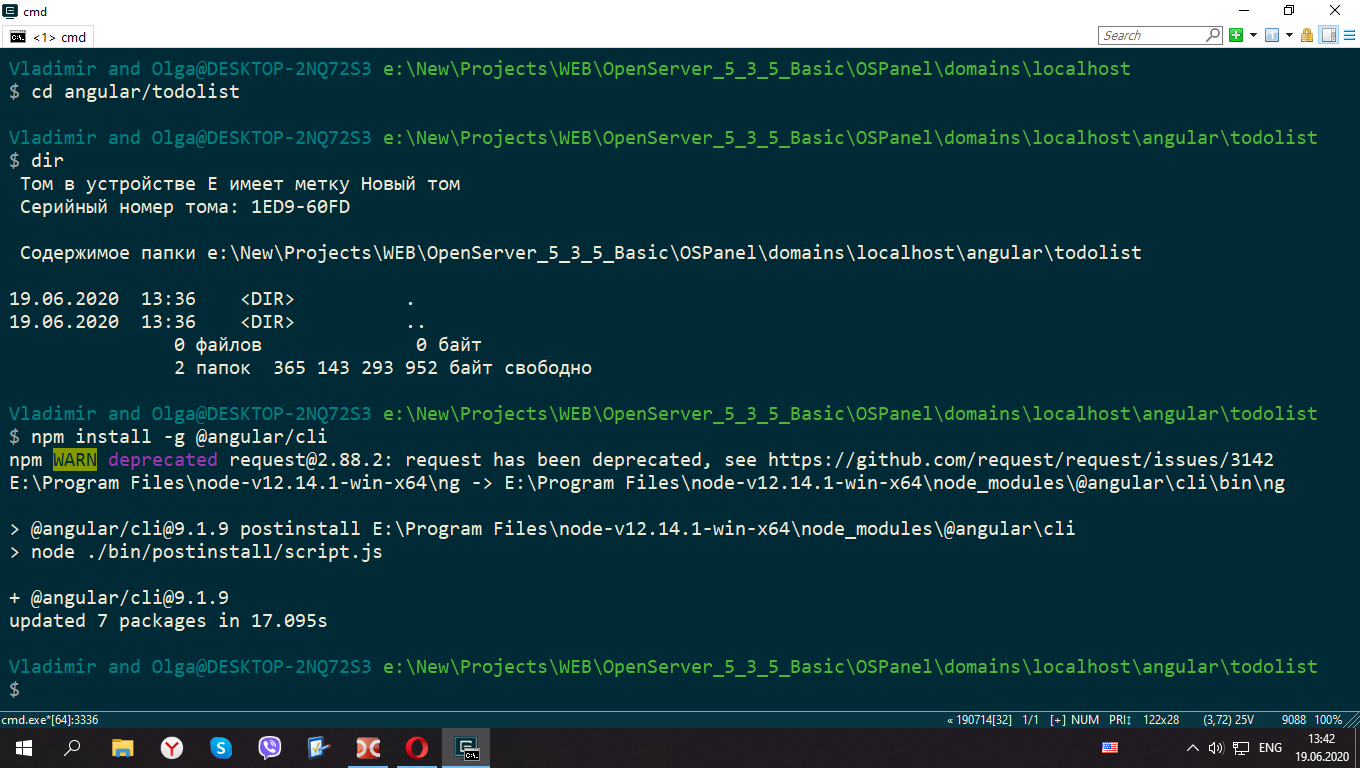 cmd
<1> cmd
Search
Vladimir and Olga@DESKTOP-2NQ72S3 e:\New\Projects\WEB\OpenServer_5_3_5_Basic\OSPanel\domains\localhost
$ cd angular/todolist
Vladimir and Olga@DESKTOP-2NQ72S3 e:\New\Projects\WEB\OpenServer_5_3_5_Basic\OSPanel\domains\localhost\angular\todolist
$ dir
Том в устройстве E имеет метку Новый том
Серийный номер тома: 1ED9-60FD
Содержимое папки e:\New\Projects\WEB\OpenServer_5_3_5_Basic\OSPanel\domains\localhost\angular\todolist
19.06.2020  13:36    <DIR>          .
19.06.2020  13:36    <DIR>          ..
0 файлов              0 байт
2 папок  365 143 293 952 байт свободно
Vladimir and Olga@DESKTOP-2NQ72S3 e:\New\Projects\WEB\OpenServer_5_3_5_Basic\OSPanel\domains\localhost\angular\todolist
$ npm install -g @angular/cli
npm WARN deprecated request@2.88.2: request has been deprecated, see https://github.com/request/request/issues/3142
E:\Program Files\node-v12.14.1-win-x64\ng -> E:\Program Files\node-v12.14.1-win-x64\node_modules\@angular\cli\bin\ng
> @angular/cli@9.1.9 postinstall E:\Program Files\node-v12.14.1-win-x64\node_modules\@angular\cli
> node ./bin/postinstall/script.js
+ @angular/cli@9.1.9
updated 7 packages in 17.095s
Vladimir and Olga@DESKTOP-2NQ72S3 e:\New\Projects\WEB\OpenServer_5_3_5_Basic\OSPanel\domains\localhost\angular\todolist
$
cmd.exe*[64]:3336 « 190714[32] 1/1 [+] NUM PRI↕ 122x28 (3,72) 25V 9088 100%
ENG
13:42
19.06.2020